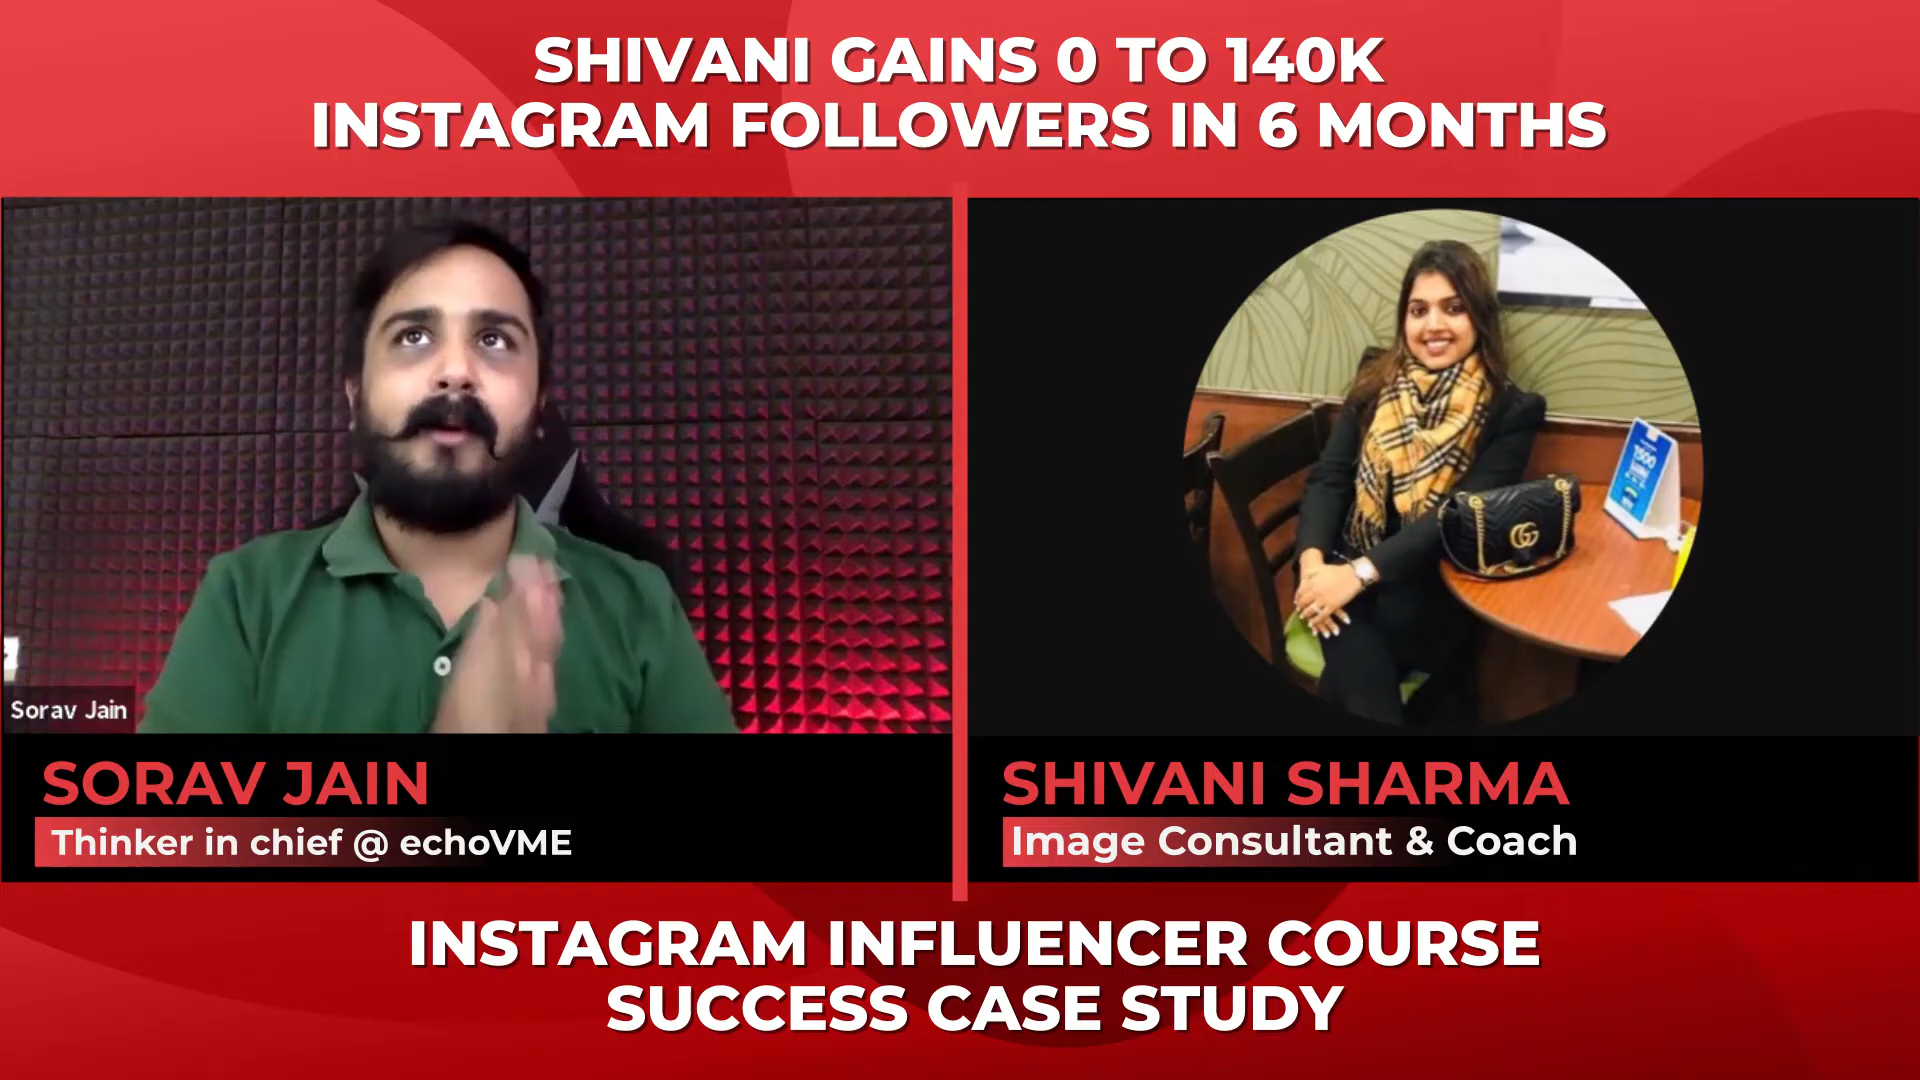 SHIVANI GAINS 0 TO 140K
INSTAGRAM FOLLOWERS IN 6 MONTHS
1500
Sorav Jain
SORAV JAIN
Thinker in chief @ echoVME
SHIVANI SHARMA
Image Consultant & Coach
INSTAGRAM INFLUENCER COURSE
SUCCESS CASE STUDY